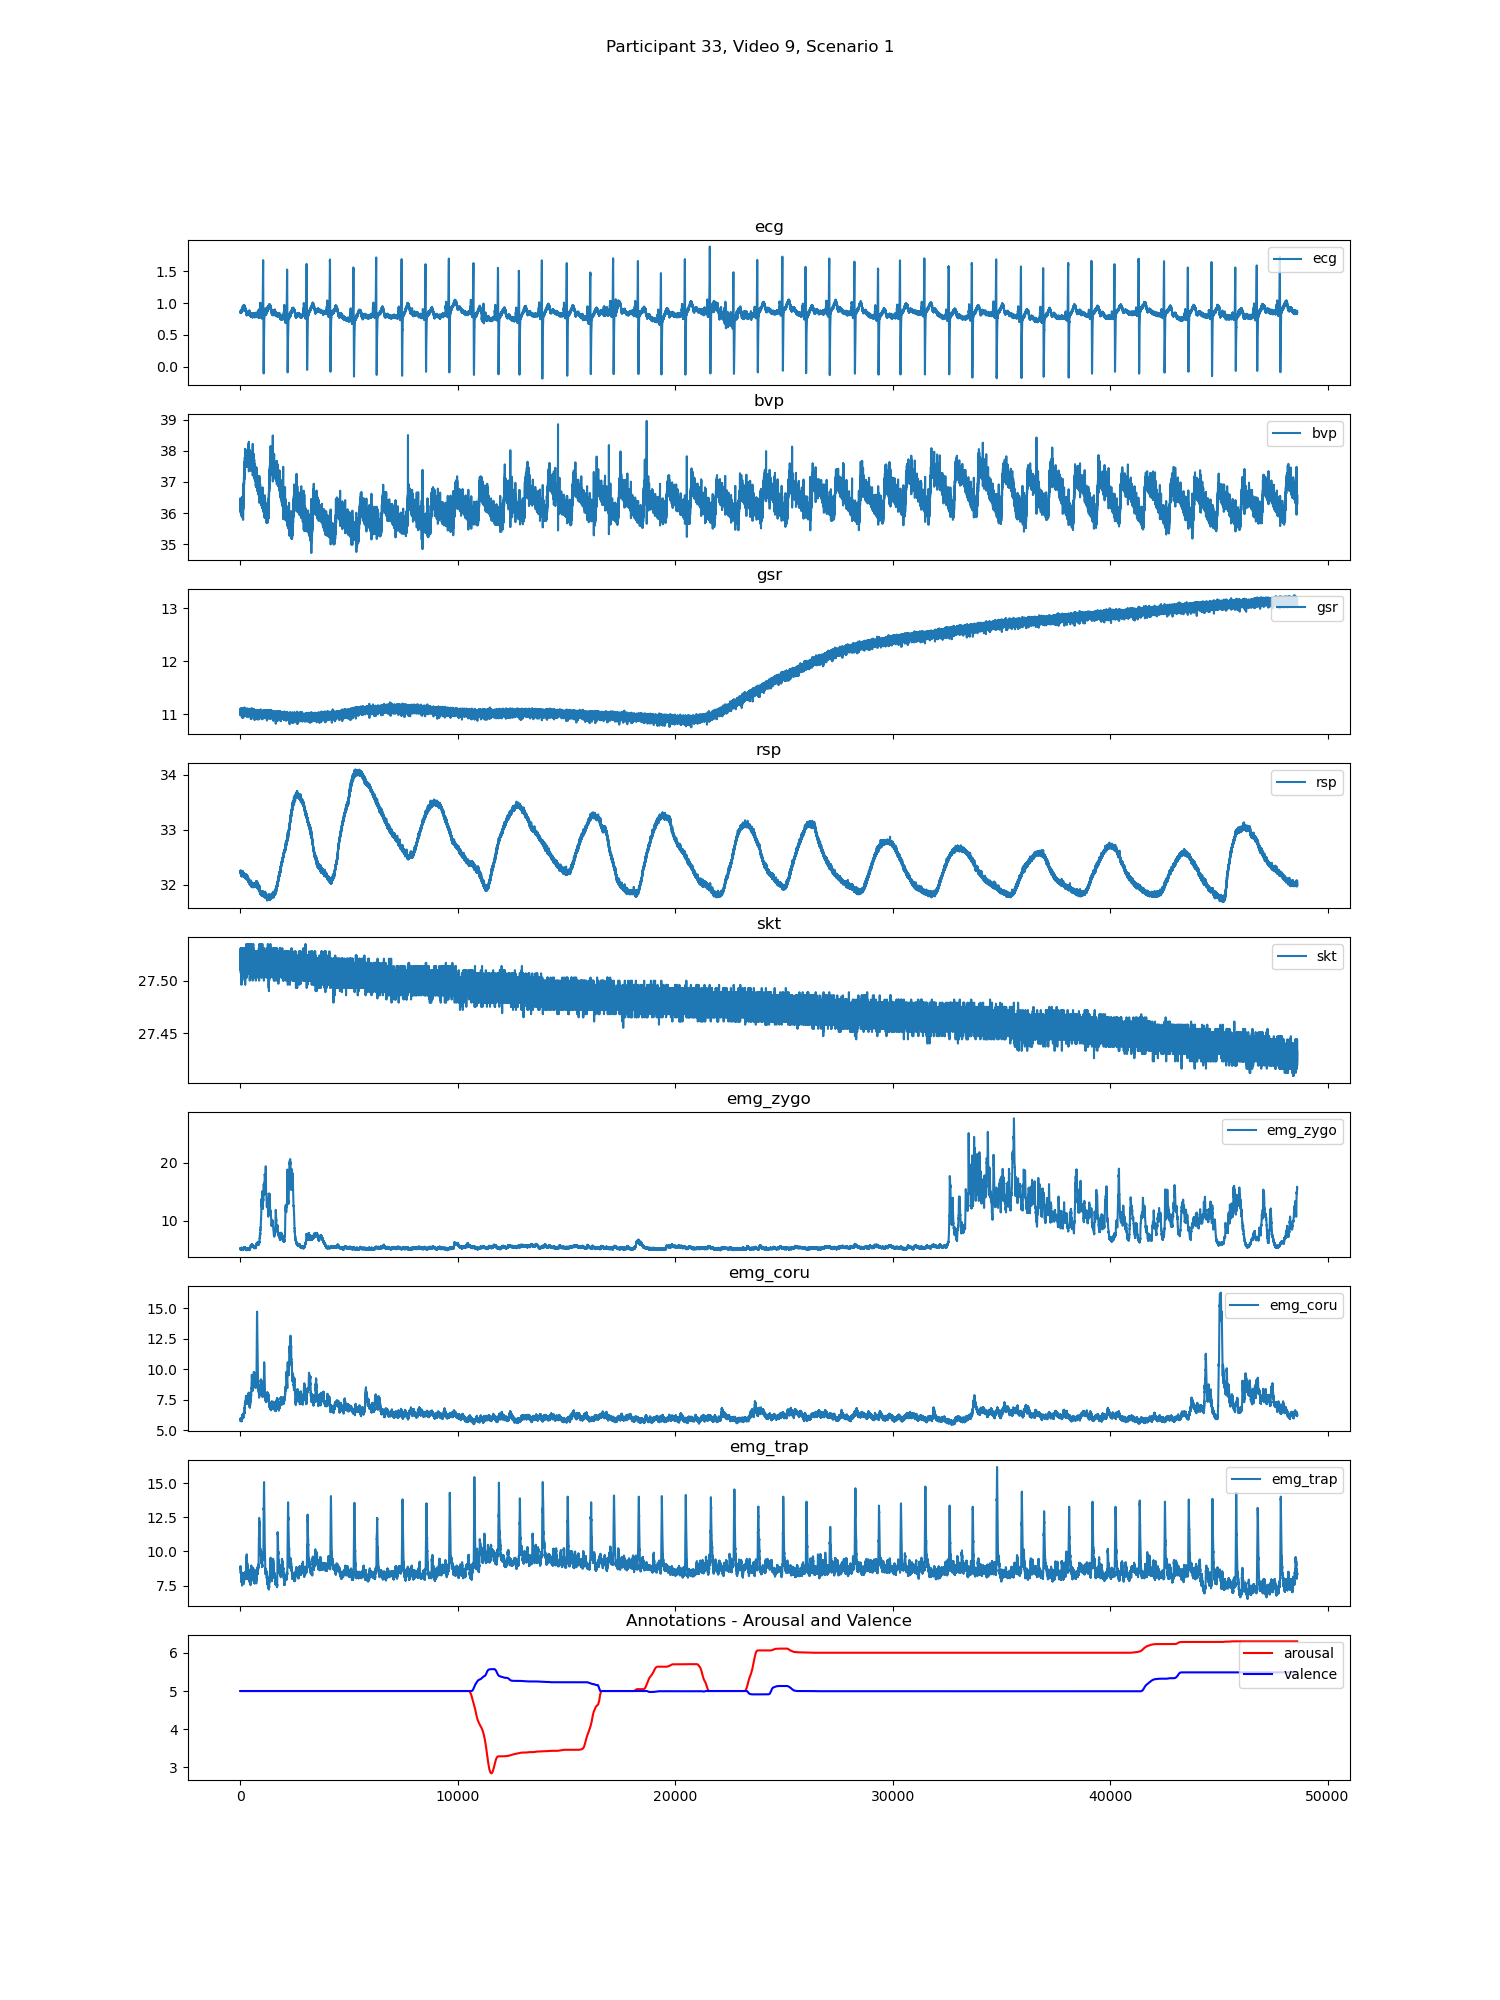 Participant 33, Video 9, Scenario 1
ecg
1.5
1.0
0.5
0.0
ecg
bvp
39
38
37
36
35
bvp
gsr
13
12
11
gsr
rsp
34
33
32
rsp
skt
27.50
27.45
skt
emg_zygo
20
10
emg_zygo
emg_coru
15.0
12.5
10.0
7.5
5.0
emg_coru
emg_trap
15.0
12.5
10.0
7.5
emg_trap
Annotations - Arousal and Valence
6
5
4
3
arousal
valence
0 10000 20000 30000 40000 50000